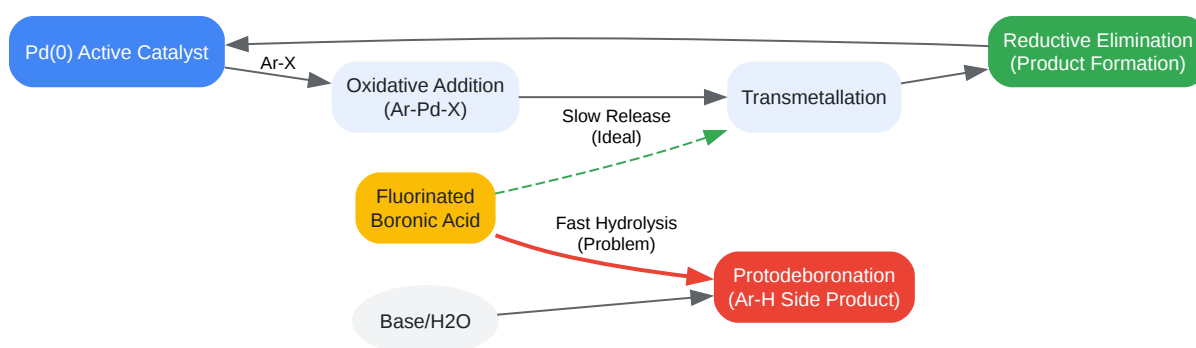 Pd(0) Active Catalyst
Ar-X
Oxidative Addition
(Ar-Pd-X)
Transmetallation
Reductive Elimination
(Product Formation)
Slow Release
(Ideal)
Fluorinated
Boronic Acid
Fast Hydrolysis
(Problem)
Protodeboronation
(Ar-H Side Product)
Base/H2O